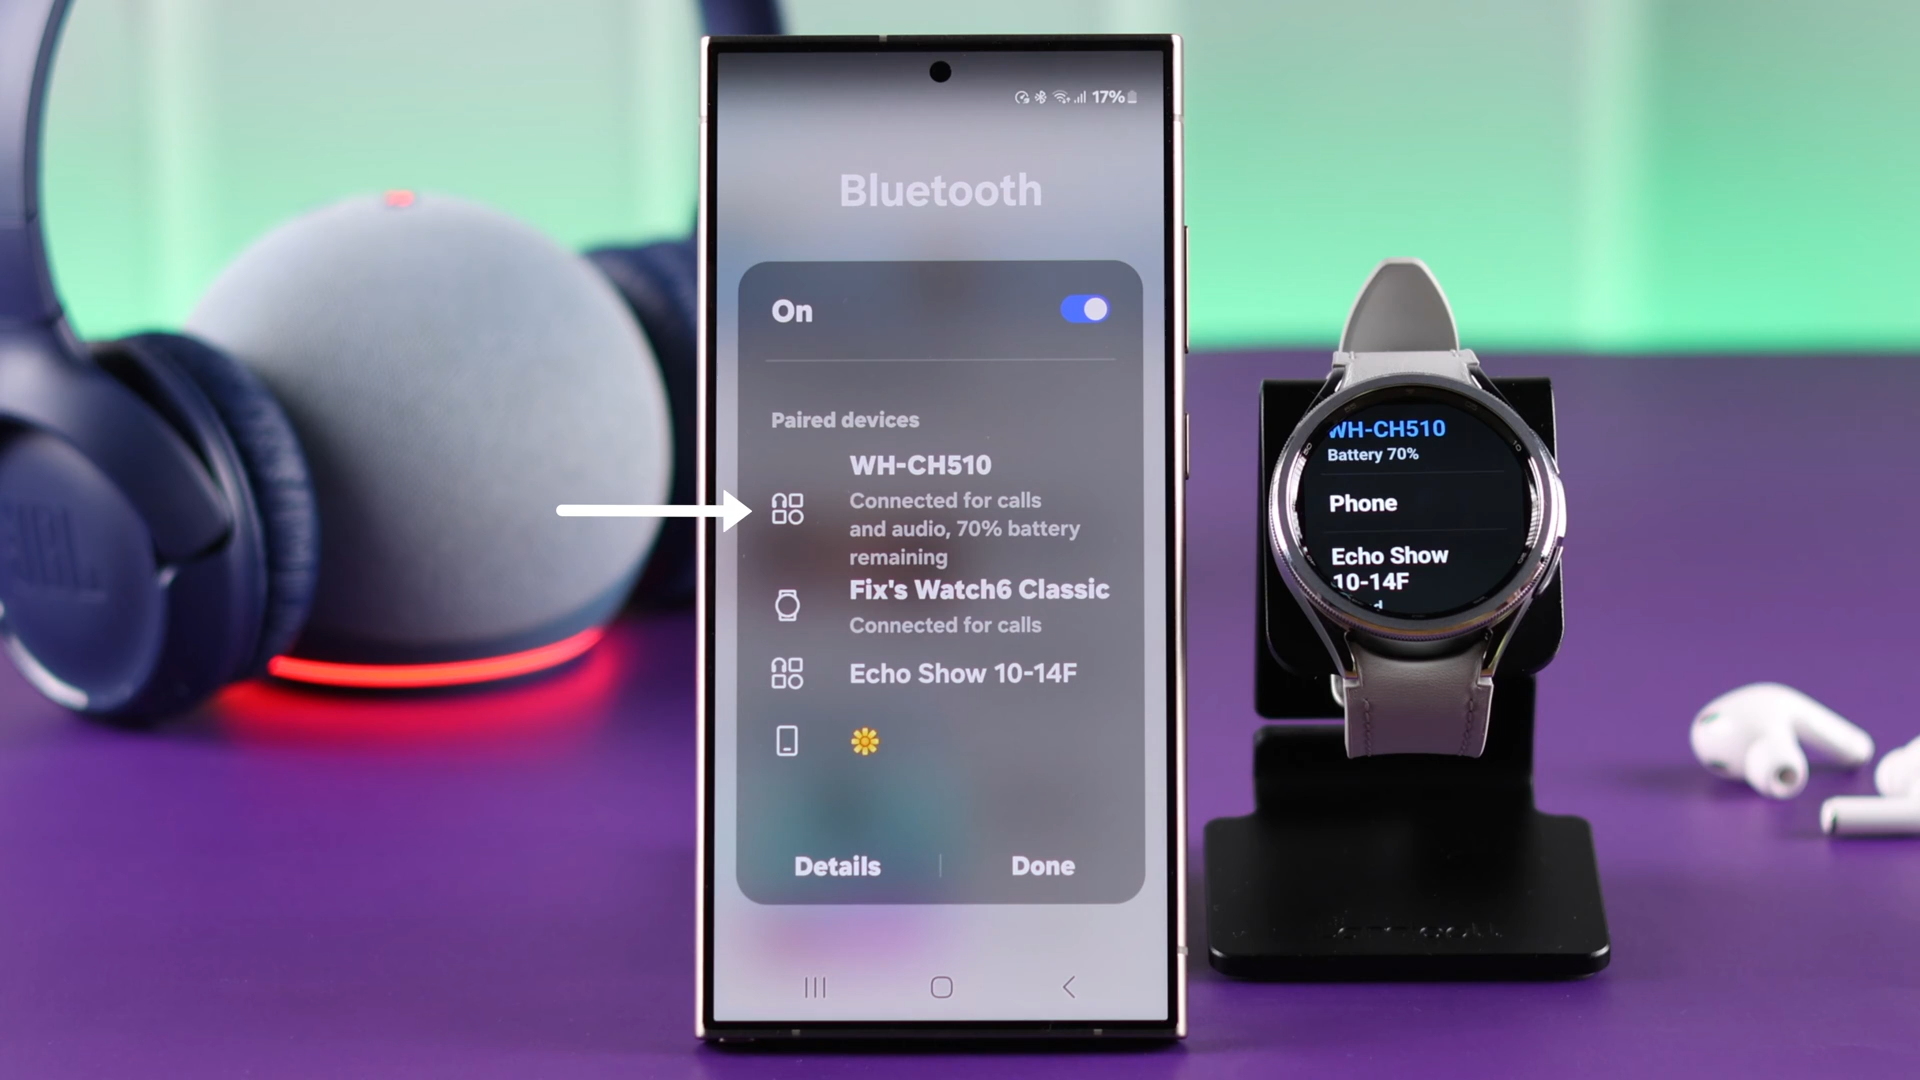 17%
Bluetooth
On
Paired devices
WH-CH510
Connected for calls
and audio, 70% battery
remaining
Fix's Watch6 Classic
Connected for calls
Echo Show 10-14F
Details
Done
WH-CH510
Battery 70%
Phone
Echo Show
10-14F
JBL